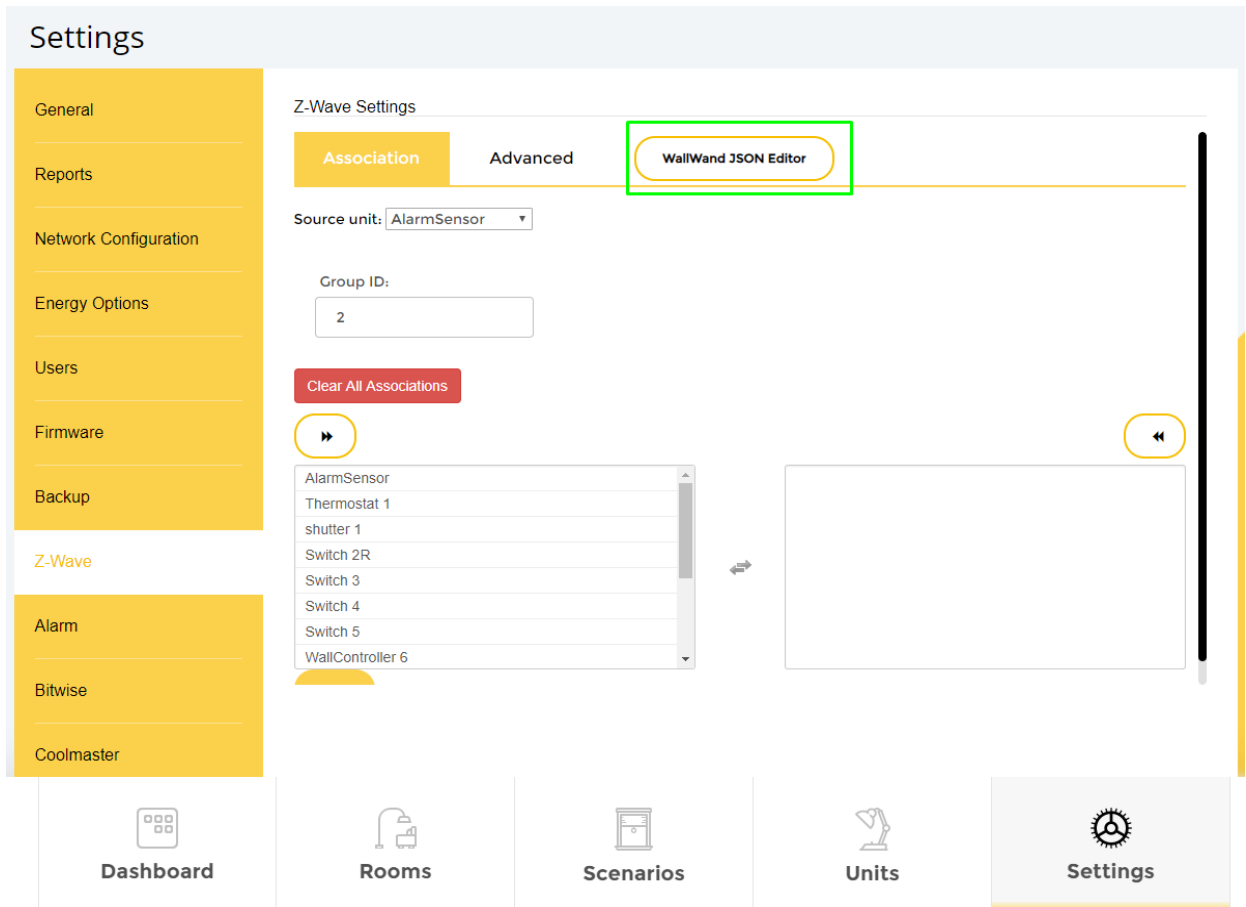 Settings
General
Reports
Network Configuration
Energy Options
Users
Firmware
Backup
Z-Wave
Alarm
Bitwise
Coolmaster
Z-Wave Settings
Association
Advanced
WallWand JSON Editor
Source unit: AlarmSensor
Group ID:
2
Clear All Associations
AlarmSensor
Thermostat 1
shutter 1
Switch 2R
Switch 3
Switch 4
Switch 5
WallController 6
Dashboard
Rooms
Scenarios
Units
Settings